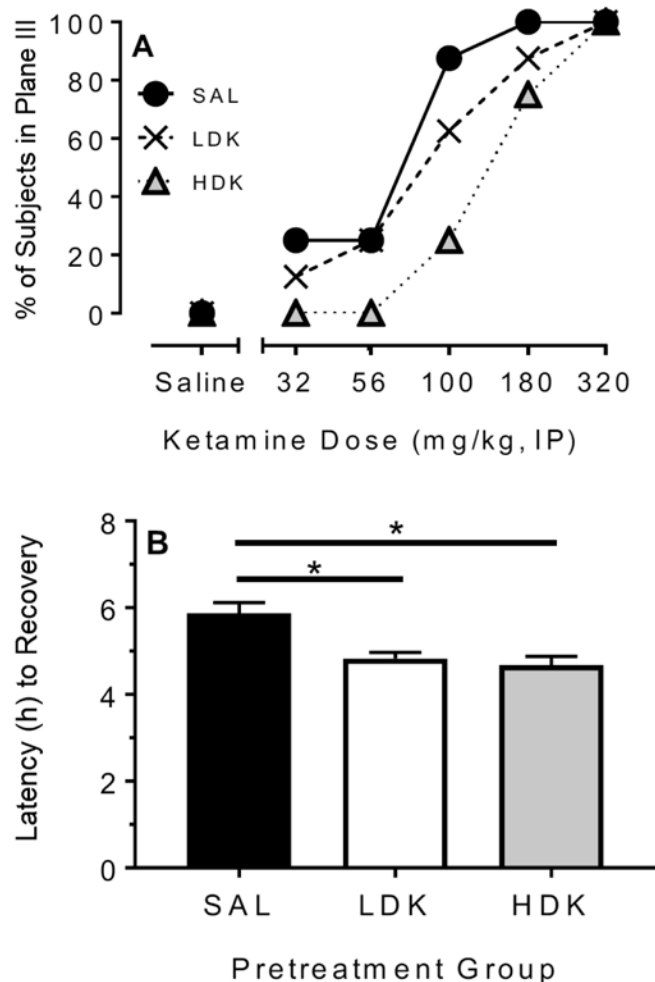 % of Subjects in Plane III
100
80
60
40
20
0
A
SAL
LDK
HDK
Saline 32 56 100 180 320
Ketamine Dose (mg/kg, IP)
Latency (h) to Recovery
8
6
4
2
0
B
*
*
SAL LDK HDK
Pretreatment Group